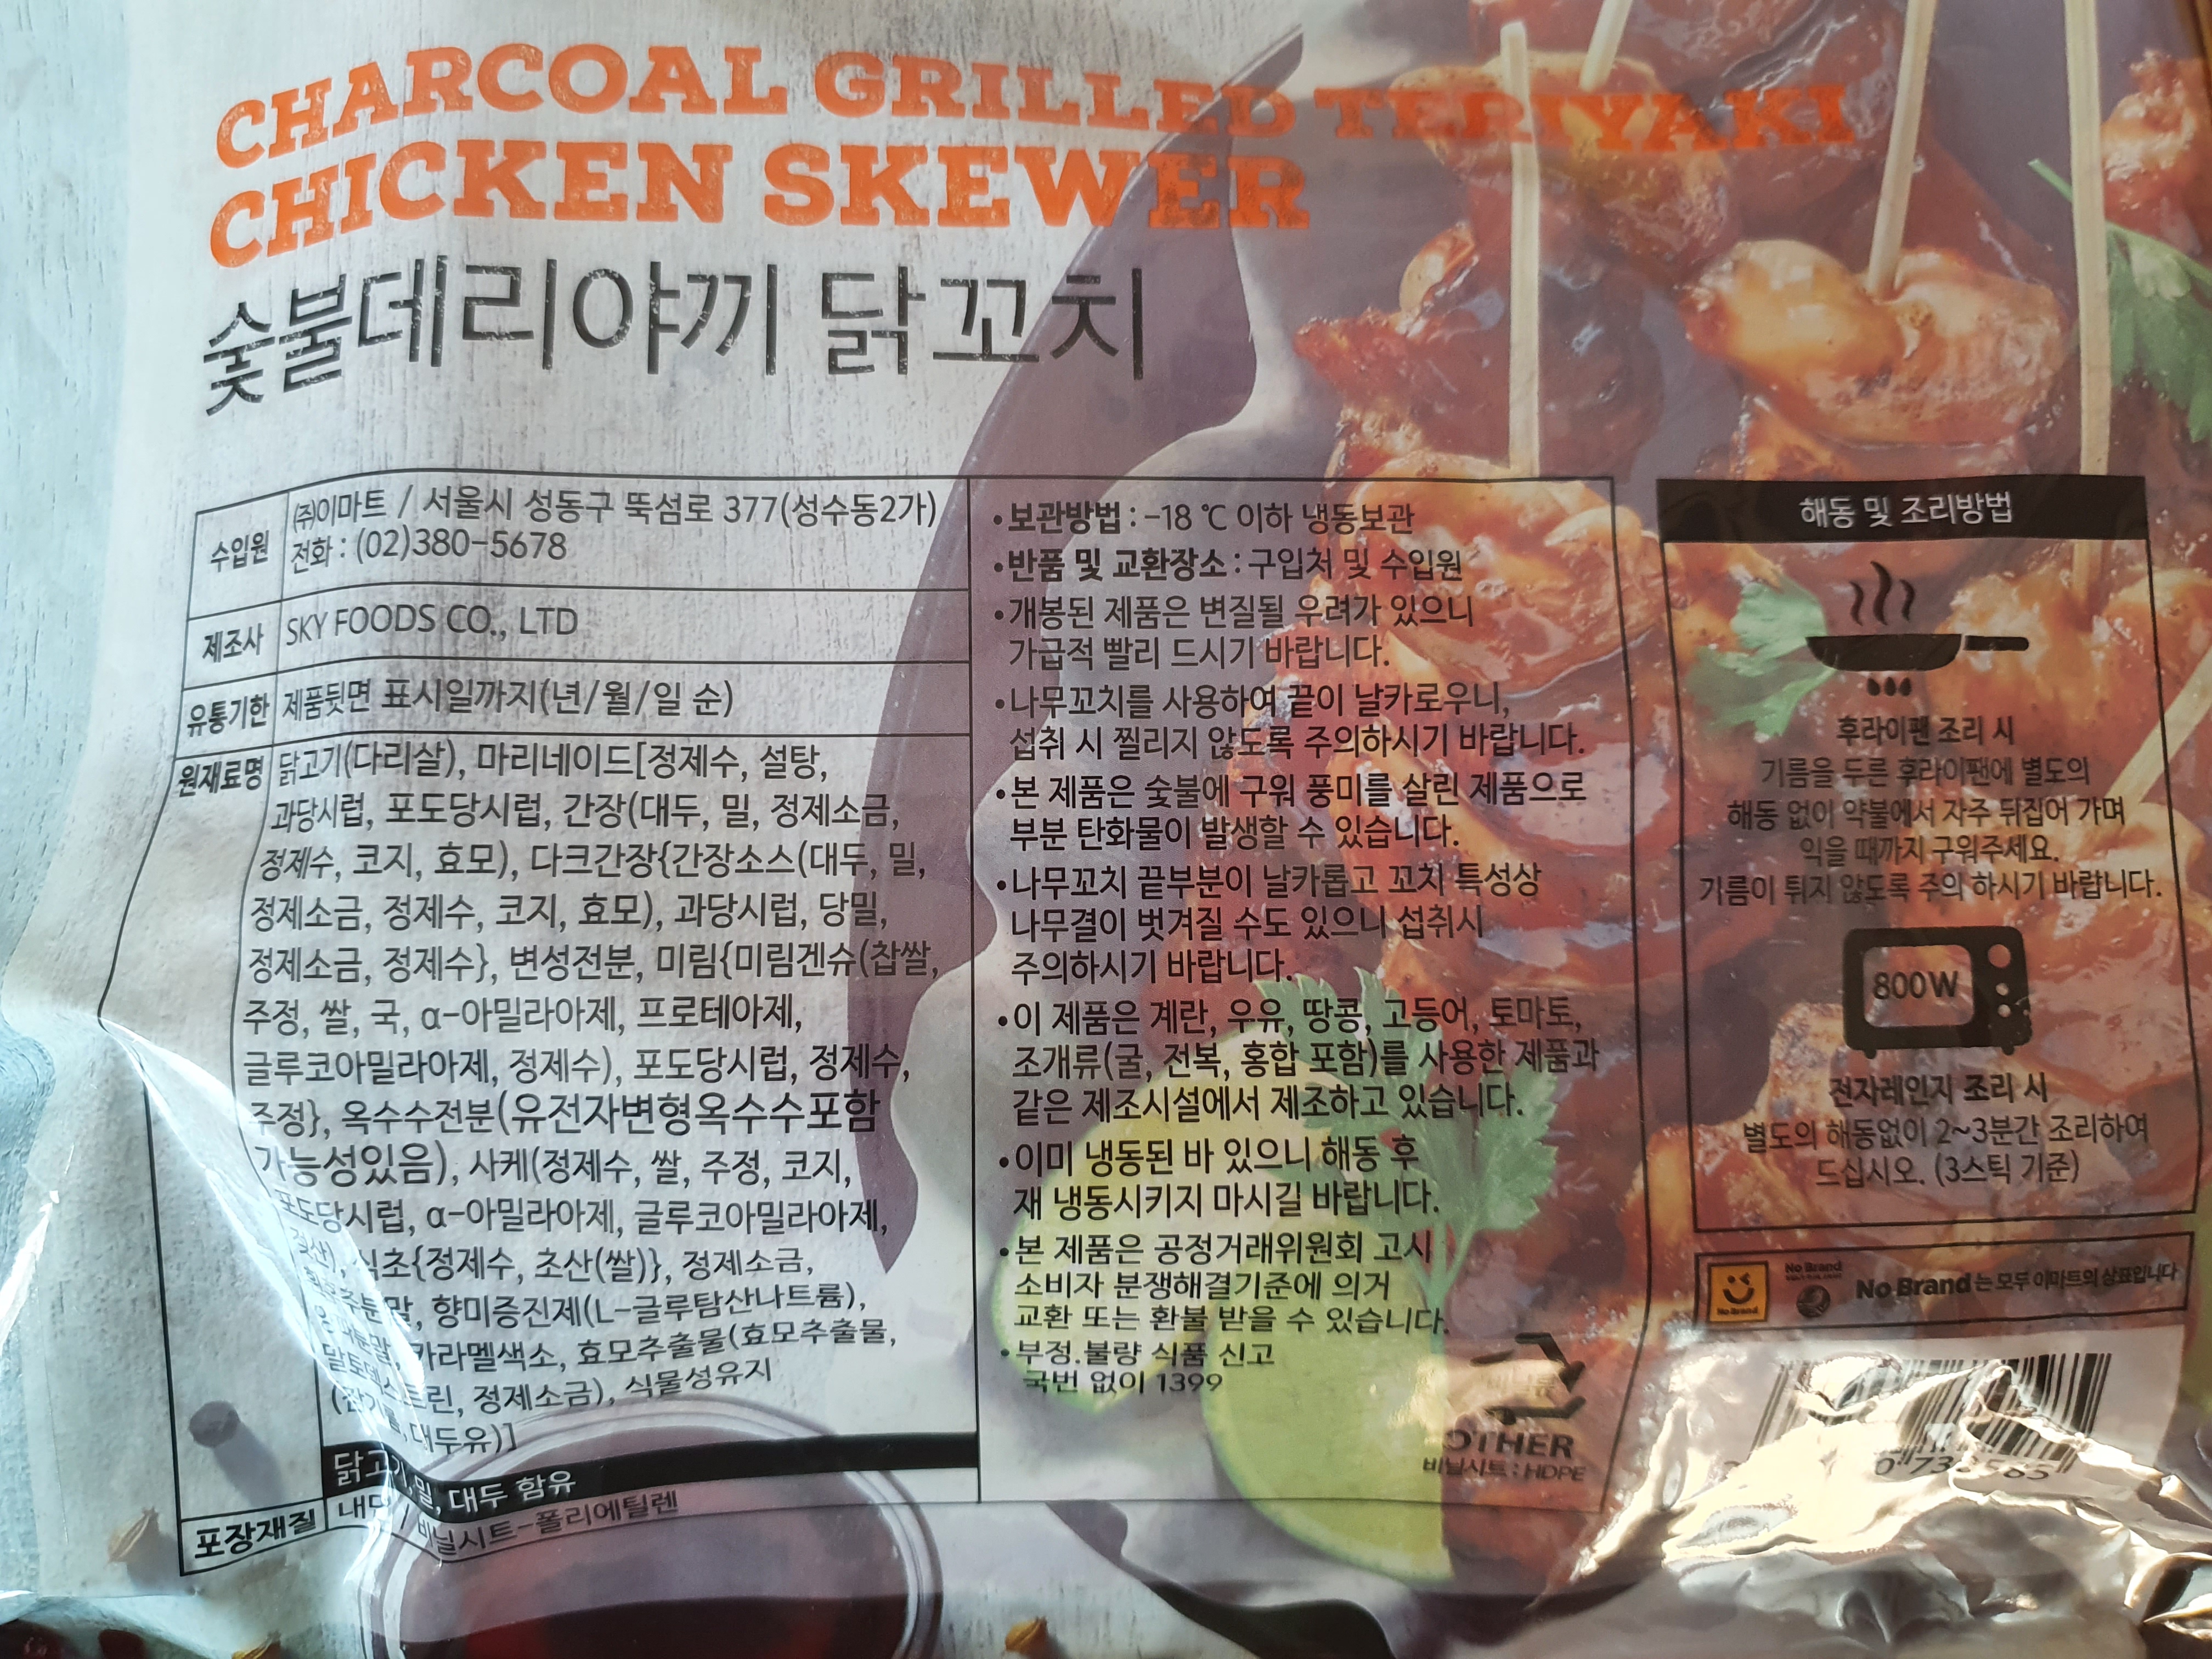 CHARCOAL GRILLED TERIYAKI
CHICKEN SKEWER
숯불데리야끼 닭꼬치
수입원
㈜이마트 / 서울시 성동구 뚝섬로 377(성수동2가)
전화 : (02)380-5678
제조사
SKY FOODS CO., LTD
유통기한
제품뒷면 표시일까지(년/월/일 순)
원재료명
닭고기(다리살), 마리네이드[정제수, 설탕,
과당시럽, 포도당시럽, 간장(대두, 밀, 정제소금,
정제수, 코지, 효모), 다크간장{간장소스(대두, 밀,
정제소금, 정제수, 코지, 효모), 과당시럽, 당밀,
정제소금, 정제수}, 변성전분, 미림{미림겐슈(찹쌀,
주정, 쌀, 국, α-아밀라아제, 프로테아제,
글루코아밀라아제, 정제수), 포도당시럽, 정제수,
주정}, 옥수수전분(유전자변형옥수수포함
가능성있음), 사케(정제수, 쌀, 주정, 코지,
포도당시럽, α-아밀라아제, 글루코아밀라아제,
식초{정제수, 초산(쌀)}, 정제소금,
향미증진제(L-글루탐산나트륨),
카라멜색소, 효모추출물(효모추출물,
정제소금), 식물성유지
대두유)]
닭고기, 밀, 대두 함유
포장재질
내면 / 비닐시트-폴리에틸렌
• 보관방법 : -18 ℃ 이하 냉동보관
• 반품 및 교환장소 : 구입처 및 수입원
• 개봉된 제품은 변질될 우려가 있으니
가급적 빨리 드시기 바랍니다.
• 나무꼬치를 사용하여 끝이 날카로우니,
섭취 시 찔리지 않도록 주의하시기 바랍니다.
• 본 제품은 숯불에 구워 풍미를 살린 제품으로
부분 탄화물이 발생할 수 있습니다.
• 나무꼬치 끝부분이 날카롭고 꼬치 특성상
나무결이 벗겨질 수도 있으니 섭취시
주의하시기 바랍니다.
• 이 제품은 계란, 우유, 땅콩, 고등어, 토마토,
조개류(굴, 전복, 홍합 포함)를 사용한 제품과
같은 제조시설에서 제조하고 있습니다.
• 이미 냉동된 바 있으니 해동 후
재 냉동시키지 마시길 바랍니다.
• 본 제품은 공정거래위원회 고시
소비자 분쟁해결기준에 의거
교환 또는 환불 받을 수 있습니다.
• 부정.불량 식품 신고
국번 없이 1399
비닐류
OTHER
비닐시트 : HDPE
해동 및 조리방법
후라이팬 조리 시
기름을 두른 후라이팬에 별도의
해동 없이 약불에서 자주 뒤집어 가며
익을 때까지 구워주세요.
기름이 튀지 않도록 주의 하시기 바랍니다.
800W
전자레인지 조리 시
별도의 해동없이 2~3분간 조리하여
드십시오. (3스틱 기준)
No Brand
No Brand
No Brand는 모두 이마트의 상표입니다